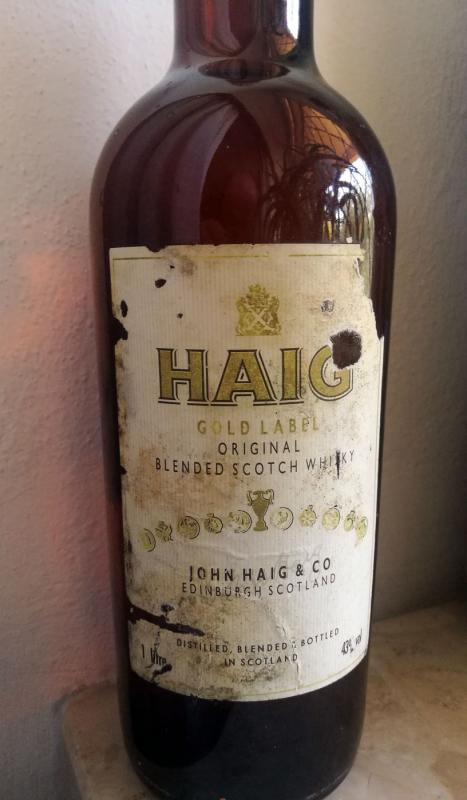 HAIG
GOLD LABEL
ORIGINAL
BLENDED SCOTCH WHISKY
JOHN HAIG & CO
EDINBURGH SCOTLAND
DISTILLED, BLENDED & BOTTLED
IN SCOTLAND
1 litre
43% vol